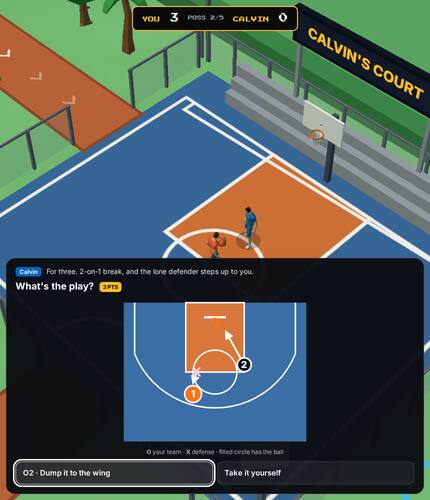 YOU 3 POSS 2/5 CALVIN 0
CALVIN'S COURT
Calvin For three. 2-on-1 break, and the lone defender steps up to you.
What's the play? 3PTS
2
1
O your team · X defense · filled circle has the ball
O2 · Dump it to the wing
Take it yourself